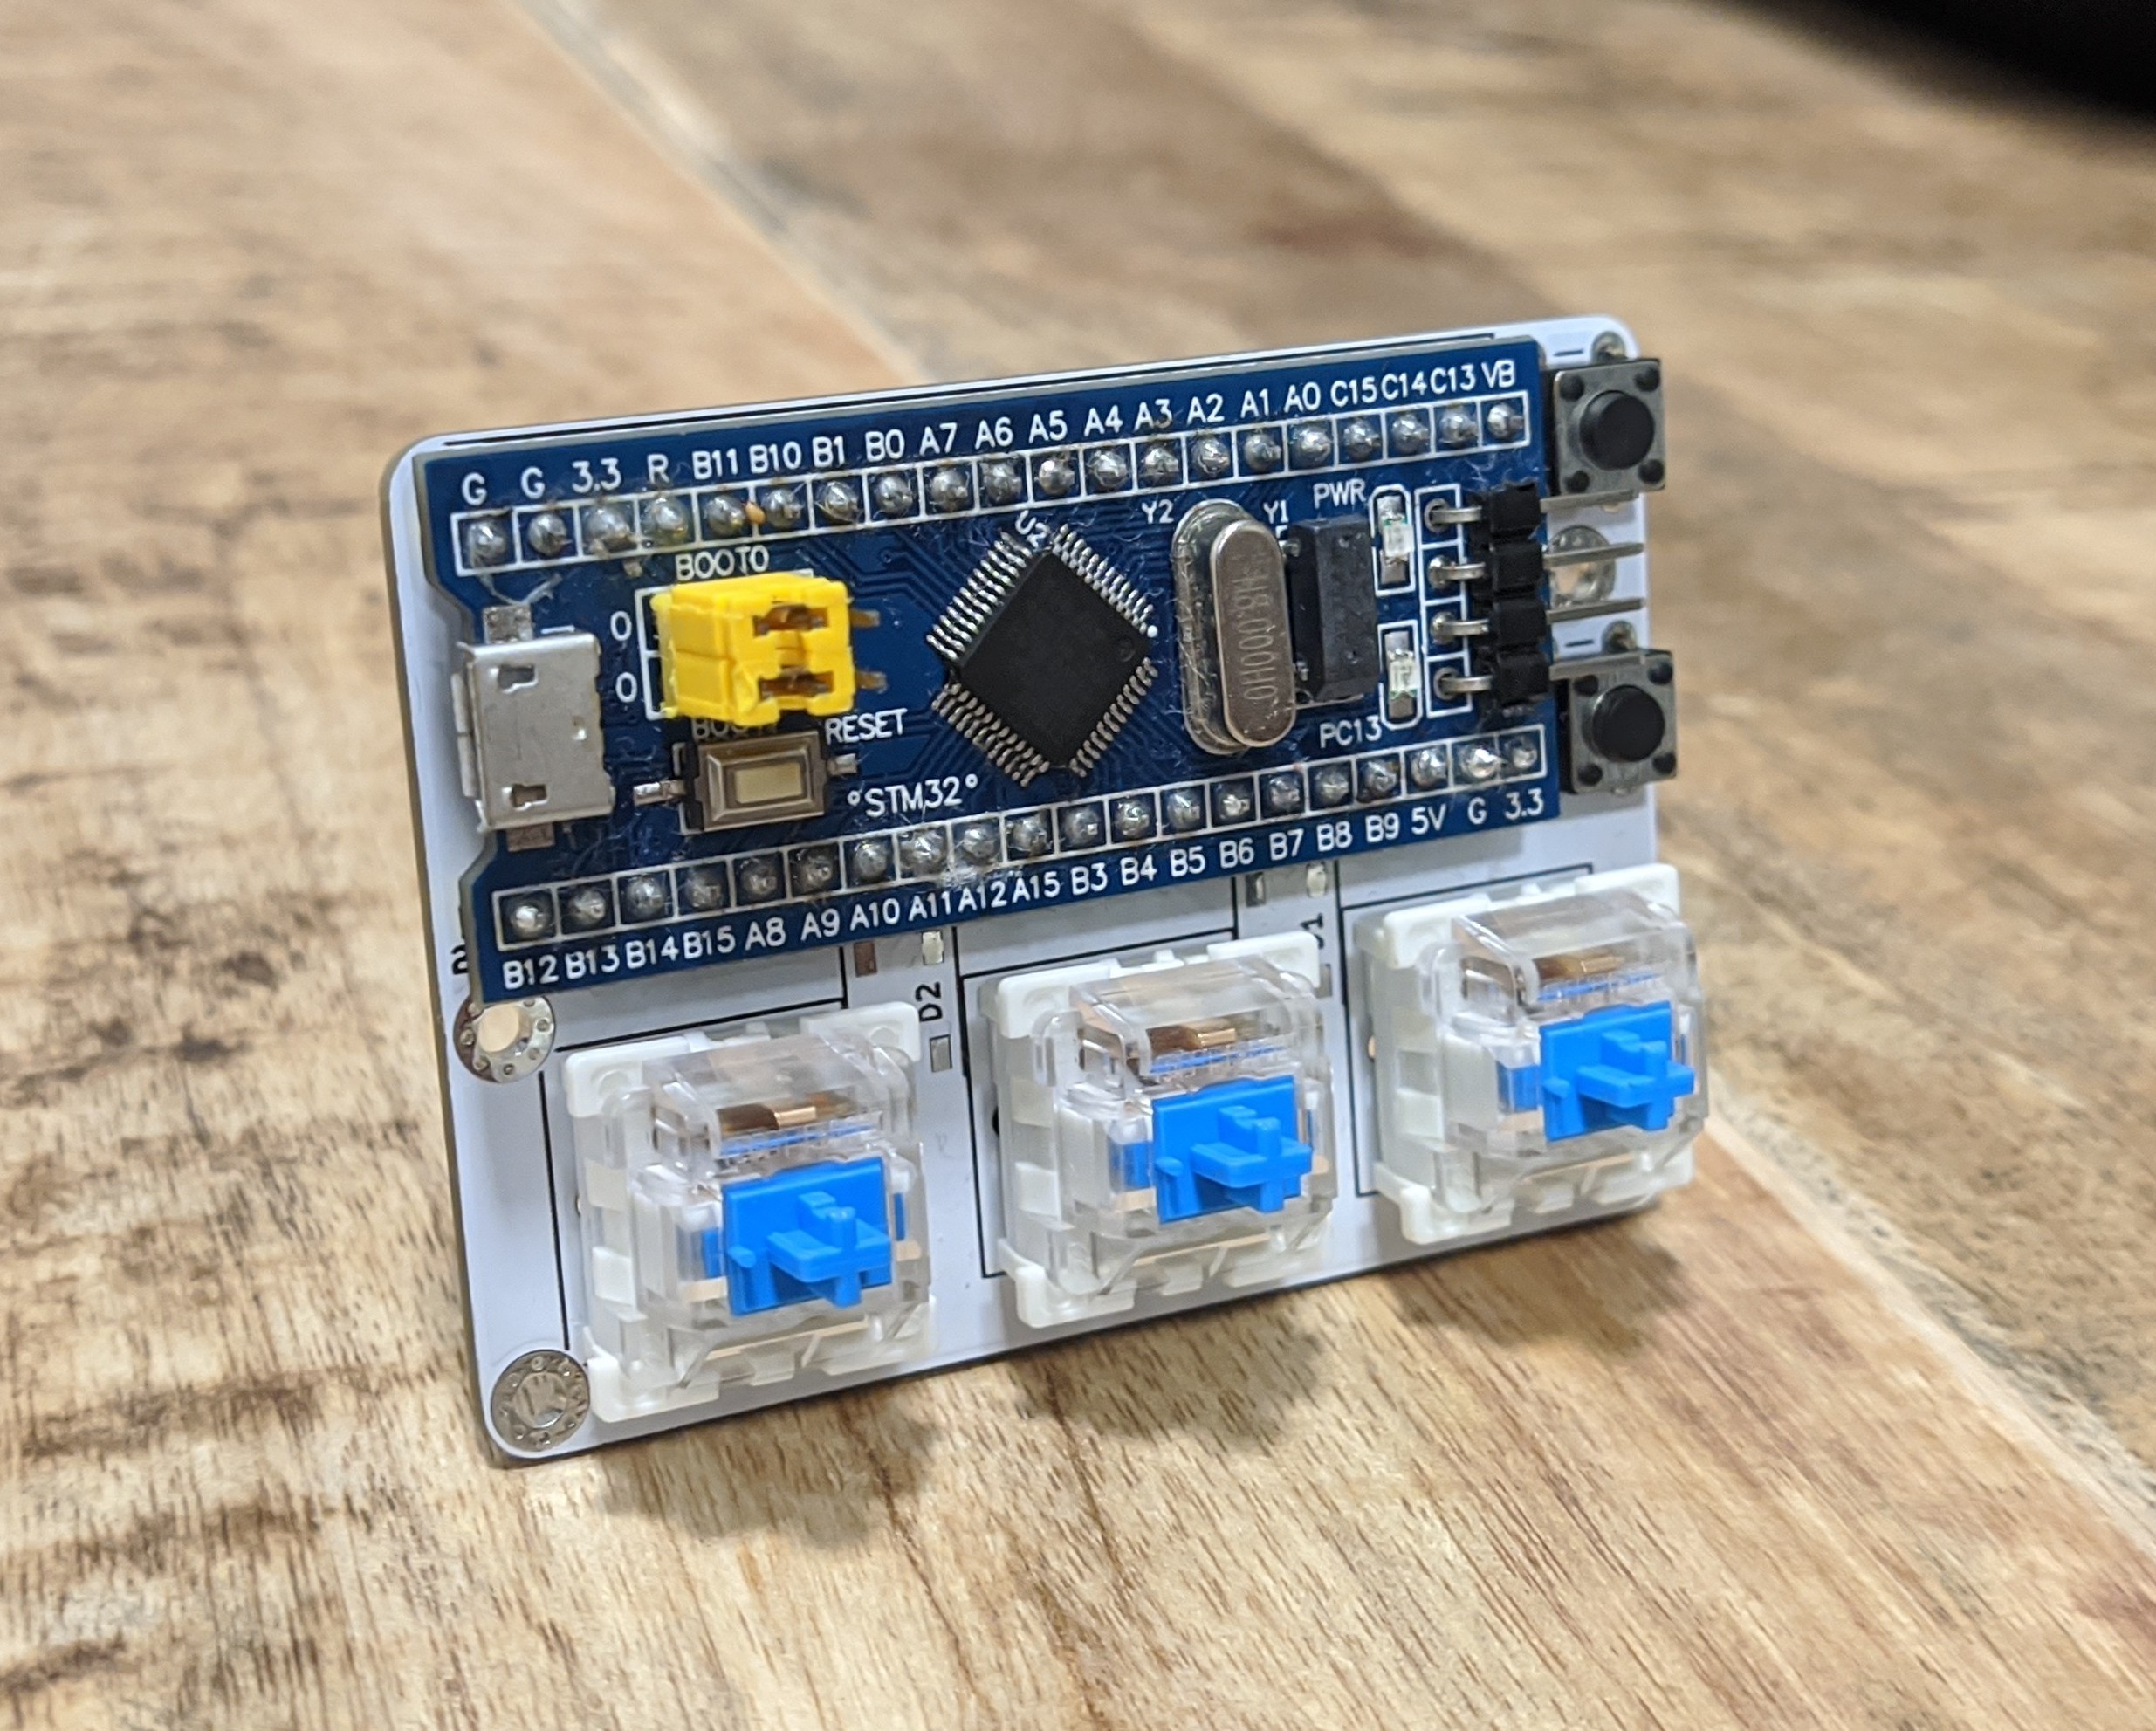 G G 3.3 R B11 B10 B1 B0 A7 A6 A5 A4 A3 A2 A1 A0 C15 C14 C13 VB
BOOT0
U2
Y2
Y1
PWR
0
0
RESET
°STM32°
PC13
B12 B13 B14 B15 A8 A9 A10 A11 A12 A15 B3 B4 B5 B6 B7 B8 B9 5V G 3.3
D2